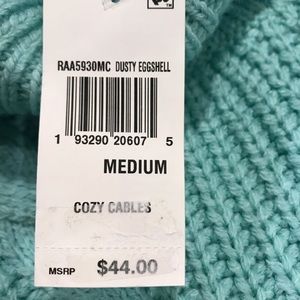 RAA5930MC DUSTY EGGSHELL
1 93290 20607 5
MEDIUM
COZY CABLES
MSRP $44.00